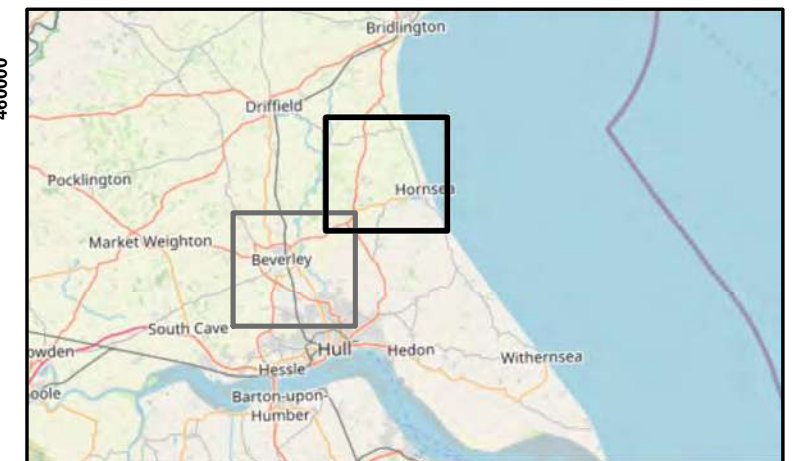 Bridlington
460000
Driffield
Pocklington
Hornsea
Market Weighton
Beverley
South Cave
owden
Hull
Hedon
Withernsea
Hessle
oole
Barton-upon-
Humber